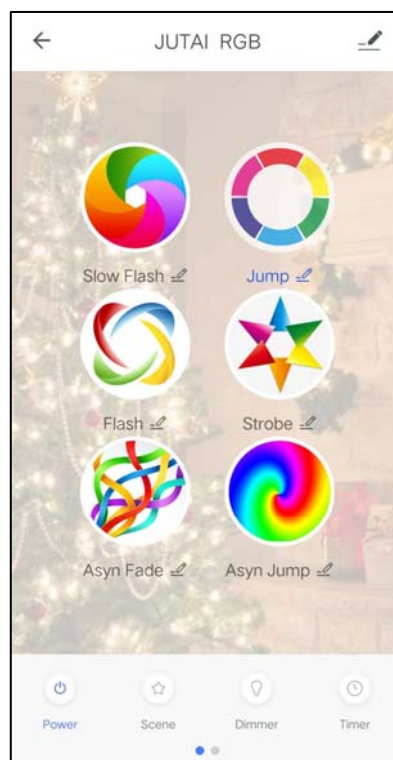 JUTAI RGB
Slow Flash
Jump
Flash
Strobe
Asyn Fade
Asyn Jump
Power
Scene
Dimmer
Timer